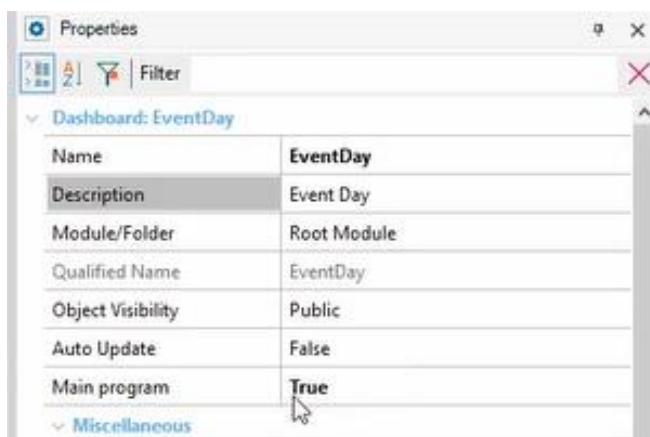 Properties
Filter
Dashboard: EventDay
Name EventDay
Description Event Day
Module/Folder Root Module
Qualified Name EventDay
Object Visibility Public
Auto Update False
Main program True
Miscellaneous